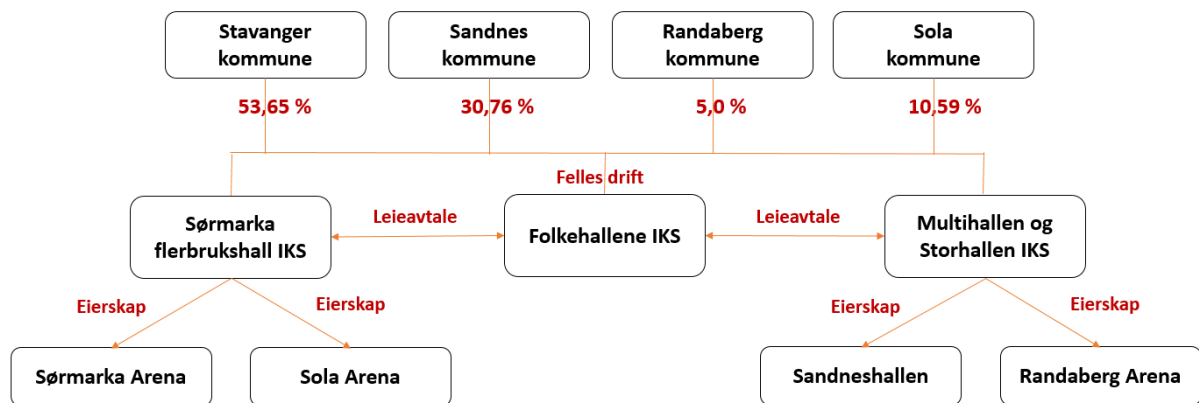 Stavanger
kommune
Sandnes
kommune
Randaberg
kommune
Sola
kommune
53,65 %
30,76 %
5,0 %
10,59 %
Felles drift
Sørmarka
flerbrukshall IKS
Leieavtale
Folkehallene IKS
Leieavtale
Multihallen og
Storhallen IKS
Eierskap
Eierskap
Eierskap
Eierskap
Sørmarka Arena
Sola Arena
Sandneshallen
Randaberg Arena